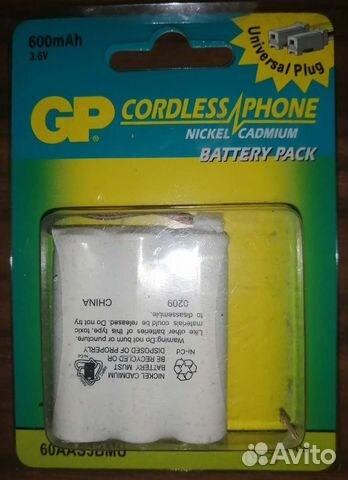 600mAh
3.6V
Universal Plug
GP®
CORDLESS PHONE
NICKEL CADMIUM
BATTERY PACK
NICKEL CADMIUM
BATTERY MUST
BE RECYCLED OR
DISPOSED OF PROPERLY
Ni-Cd
Warning:Do not burn or puncture.
Like other batteries of this type, toxic
materials could be released. Do not try
to disassemble.
0209
CHINA
60AAS3BMU
Avito